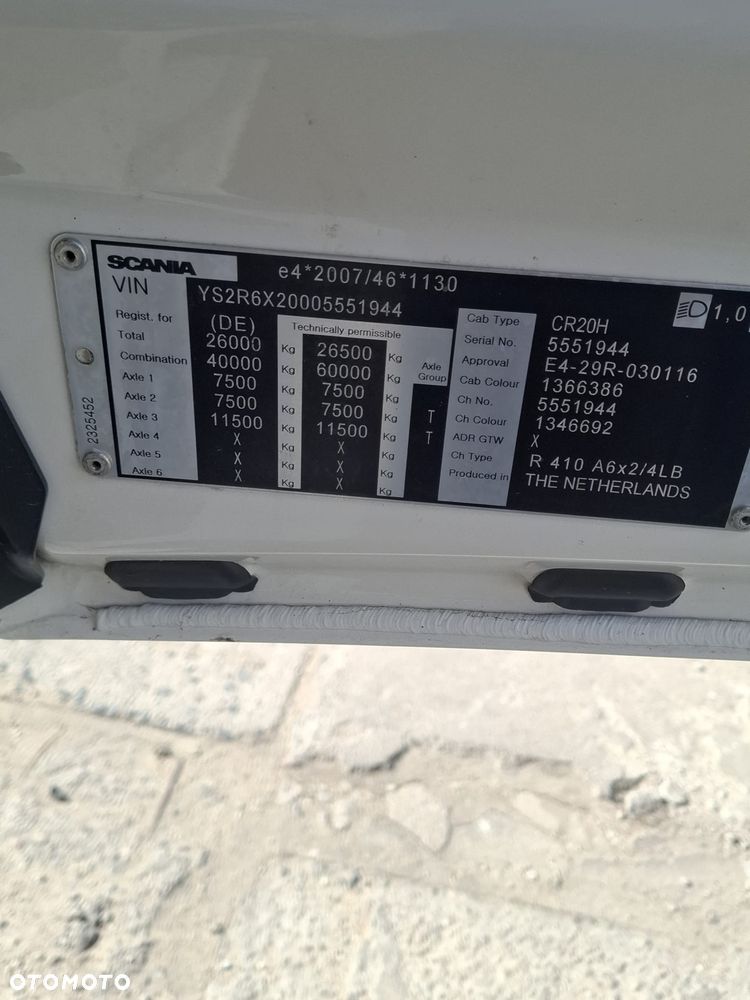 SCANIA e4*2007/46*1130
VIN YS2R6X20005551944
Regist. for (DE) Technically permissible
Total 26000 Kg 26500 Kg
Combination 40000 Kg 60000 Kg Axle Group
Axle 1 7500 Kg 7500 Kg
Axle 2 7500 Kg 7500 Kg T
Axle 3 11500 Kg 11500 Kg T
Axle 4 X Kg X Kg
Axle 5 X Kg X Kg
Axle 6 X Kg X Kg
Cab Type CR20H
Serial No. 5551944
Approval E4-29R-030116
Cab Colour 1366386
Ch No. 5551944
Ch Colour 1346692
ADR GTW X
Ch Type R 410 A6x2/4LB
Produced in THE NETHERLANDS
2325452
OTOMOTO